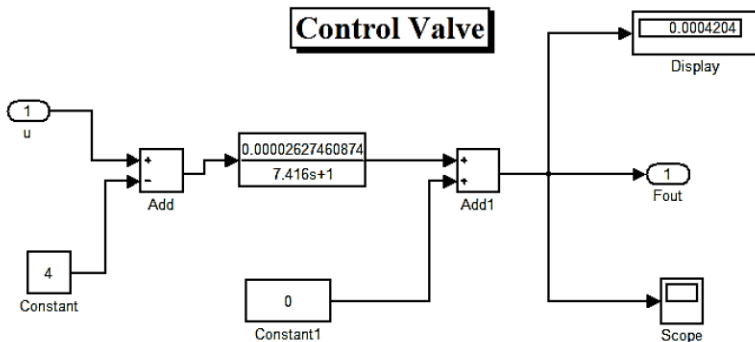 Control Valve
0.0004204
Display
1
u
+
−
Add
0.00002627460874
7.416s+1
+
+
Add1
1
Fout
4
Constant
0
Constant1
Scope